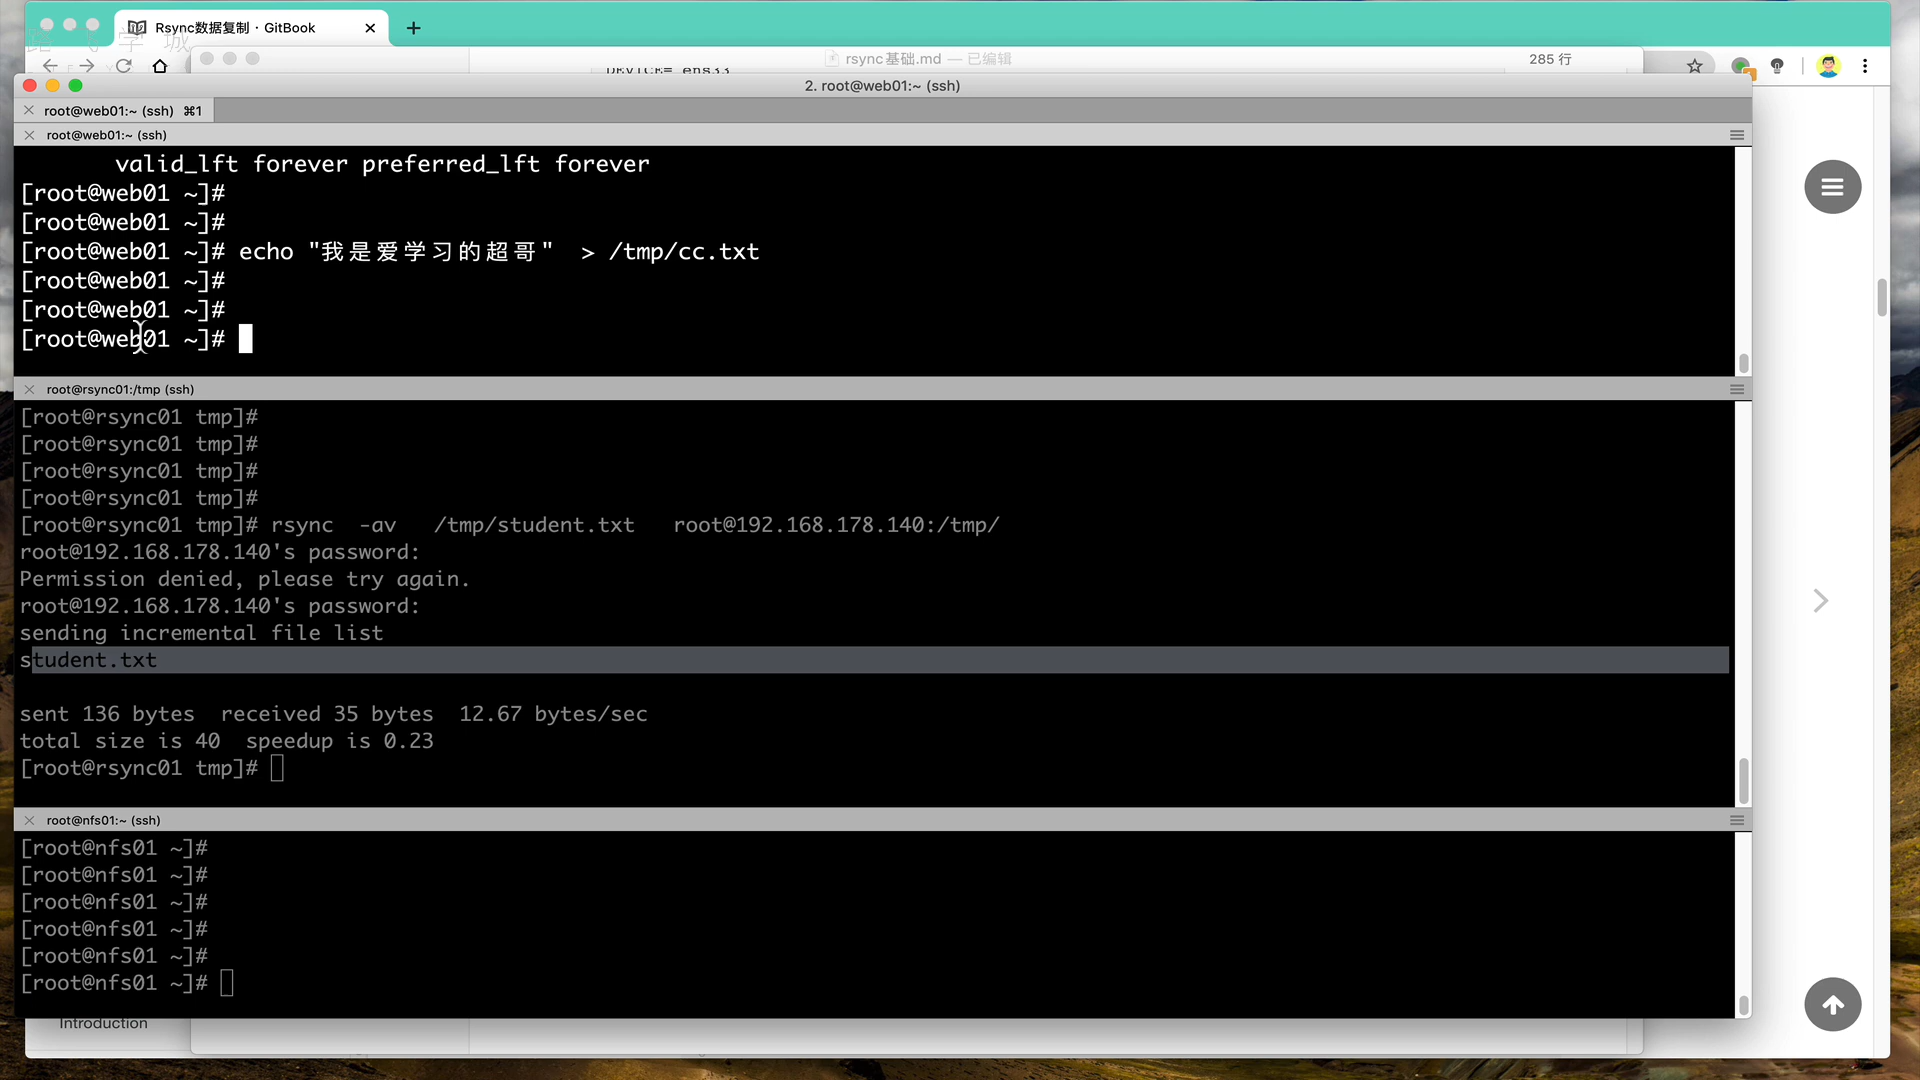 Rsync数据复制 · GitBook
rsync基础.md — 已编辑
285 行
DEVICE= ens33
2. root@web01:~ (ssh)
root@web01:~ (ssh) ⌘1
root@web01:~ (ssh)
valid_lft forever preferred_lft forever
[root@web01 ~]#
[root@web01 ~]#
[root@web01 ~]# echo "我是爱学习的超哥"  > /tmp/cc.txt
[root@web01 ~]#
[root@web01 ~]#
[root@web01 ~]#
root@rsync01:/tmp (ssh)
[root@rsync01 tmp]#
[root@rsync01 tmp]#
[root@rsync01 tmp]#
[root@rsync01 tmp]#
[root@rsync01 tmp]# rsync  -av   /tmp/student.txt   root@192.168.178.140:/tmp/
root@192.168.178.140's password:
Permission denied, please try again.
root@192.168.178.140's password:
sending incremental file list
student.txt
sent 136 bytes  received 35 bytes  12.67 bytes/sec
total size is 40  speedup is 0.23
[root@rsync01 tmp]#
root@nfs01:~ (ssh)
[root@nfs01 ~]#
[root@nfs01 ~]#
[root@nfs01 ~]#
[root@nfs01 ~]#
[root@nfs01 ~]#
[root@nfs01 ~]#
Introduction